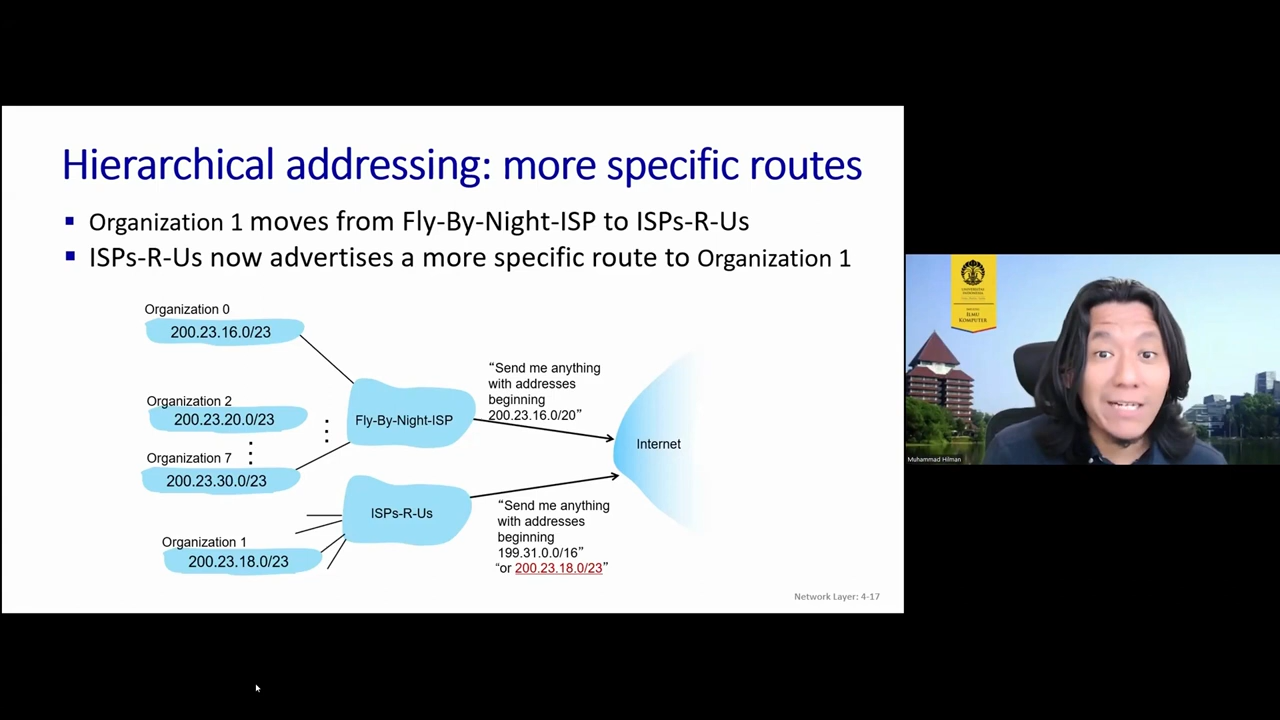 Hierarchical addressing: more specific routes
▪ Organization 1 moves from Fly-By-Night-ISP to ISPs-R-Us
▪ ISPs-R-Us now advertises a more specific route to Organization 1
Organization 0
200.23.16.0/23
Organization 2
200.23.20.0/23
Organization 7
200.23.30.0/23
Fly-By-Night-ISP
“Send me anything
with addresses
beginning
200.23.16.0/20”
Internet
ISPs-R-Us
Organization 1
200.23.18.0/23
“Send me anything
with addresses
beginning
199.31.0.0/16”
“or 200.23.18.0/23”
Network Layer: 4-17
UNIVERSITAS
INDONESIA
ILMU
KOMPUTER
Muhammad Hilman